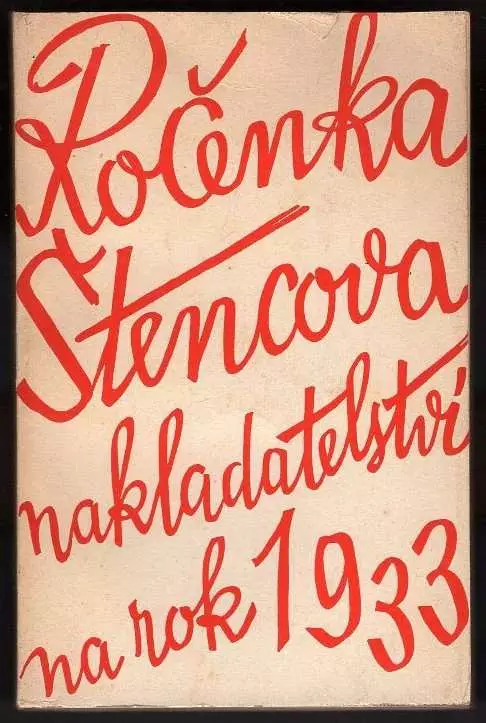 Ročenka
Štencova
nakladatelství
na rok 1933